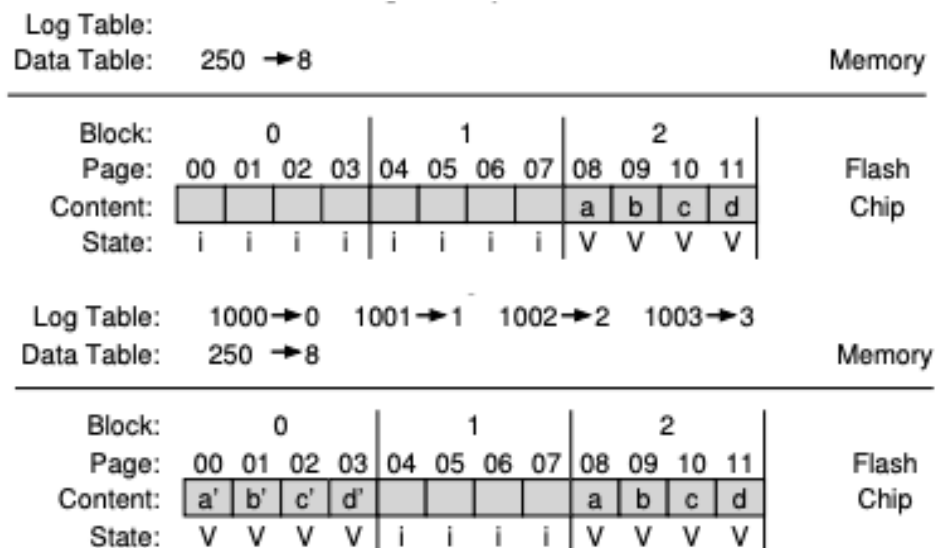 Log Table:
Data Table: 250 →8 Memory
Block: 0 1 2
Page: 00 01 02 03 04 05 06 07 08 09 10 11 Flash
Content: a b c d Chip
State: i i i i i i i i V V V V
Log Table: 1000→0 1001→1 1002→2 1003→3
Data Table: 250 →8 Memory
Block: 0 1 2
Page: 00 01 02 03 04 05 06 07 08 09 10 11 Flash
Content: a' b' c' d' a b c d Chip
State: V V V V i i i i V V V V